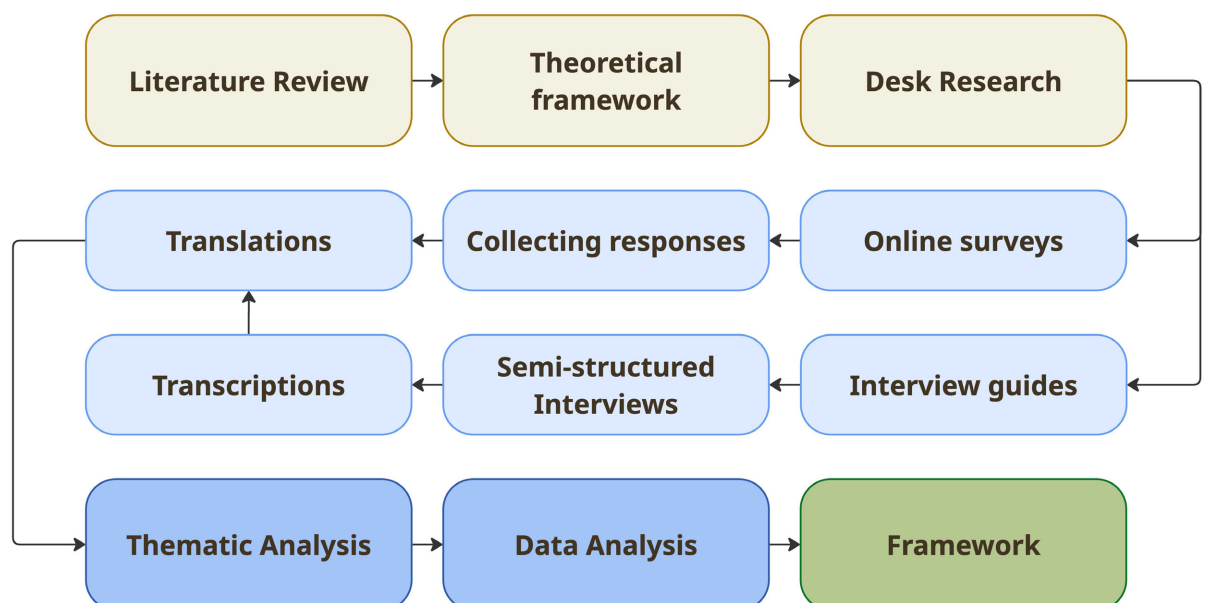 Literature Review
Theoretical
framework
Desk Research
Translations
Collecting responses
Online surveys
Transcriptions
Semi-structured
Interviews
Interview guides
Thematic Analysis
Data Analysis
Framework